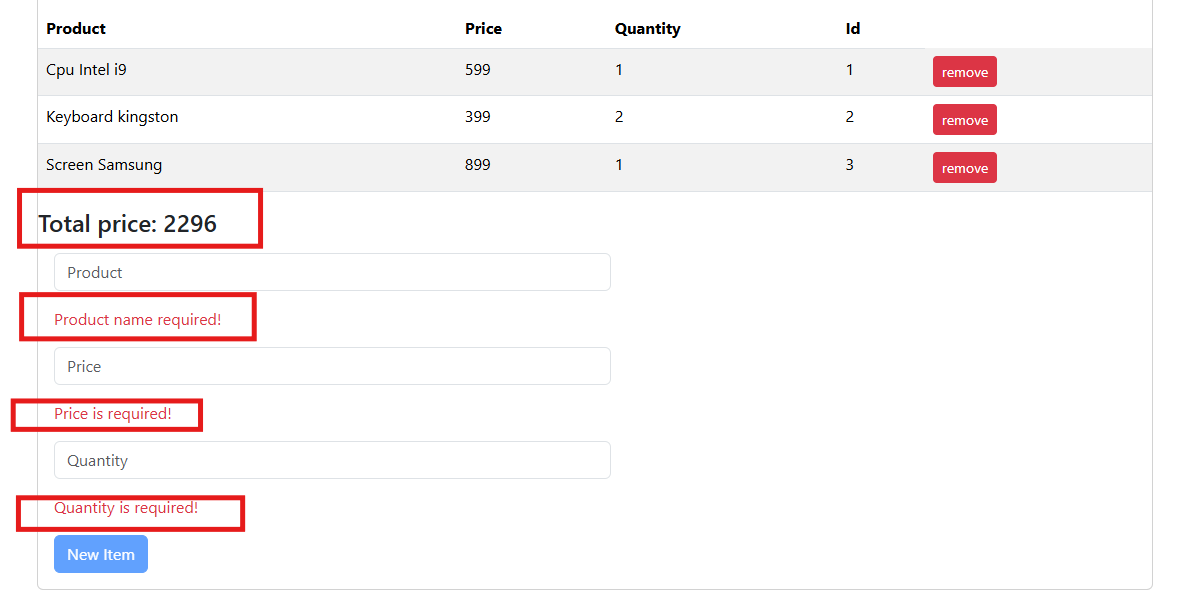 Product Price Quantity Id
Cpu Intel i9 599 1 1 remove
Keyboard kingston 399 2 2 remove
Screen Samsung 899 1 3 remove
Total price: 2296
Product
Product name required!
Price
Price is required!
Quantity
Quantity is required!
New Item